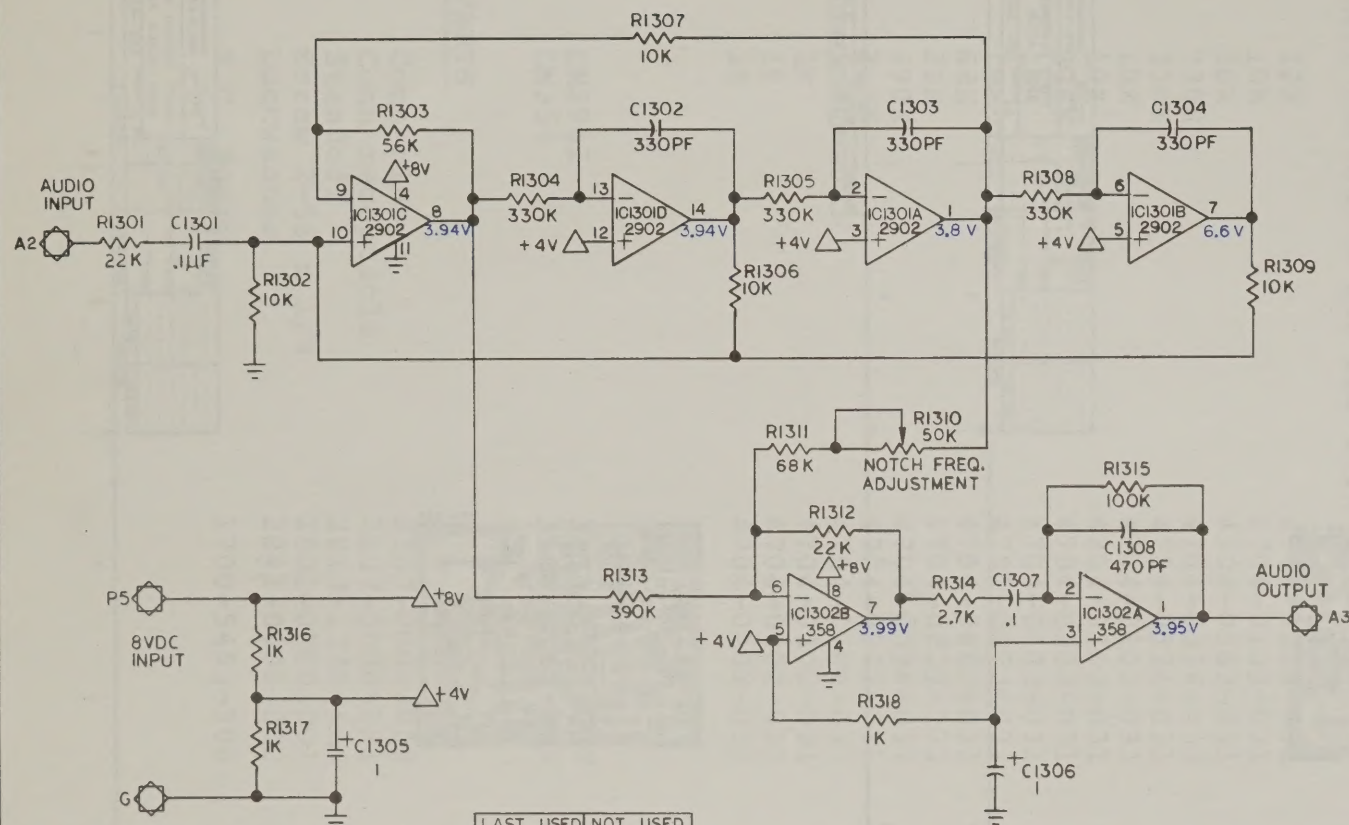 R1307
10K
R1303
56K
+8V
9
4
8
IC1301C
2902
3.94V
10
11
AUDIO
INPUT
A2
R1301
22K
C1301
.1µF
R1302
10K
R1304
330K
C1302
330PF
13
14
IC1301D
2902
3.94V
+4V
12
R1305
330K
R1306
10K
C1303
330PF
2
1
IC1301A
2902
3.8 V
+4V
3
R1308
330K
C1304
330PF
6
7
IC1301B
2902
6.6 V
+4V
5
R1309
10K
R1311
68K
R1310
50K
NOTCH FREQ.
ADJUSTMENT
R1312
22K
+8V
R1313
390K
6
8
7
IC1302B
358
3.99V
+4V
5
4
R1314
2.7K
C1307
.1
R1315
100K
C1308
470 PF
2
1
IC1302A
358
3.95V
3
AUDIO
OUTPUT
A3
R1318
1K
C1306
1
+
P5
8VDC
INPUT
+8V
R1316
1K
+4V
R1317
1K
+
C1305
1
G
LAST USED NOT USED